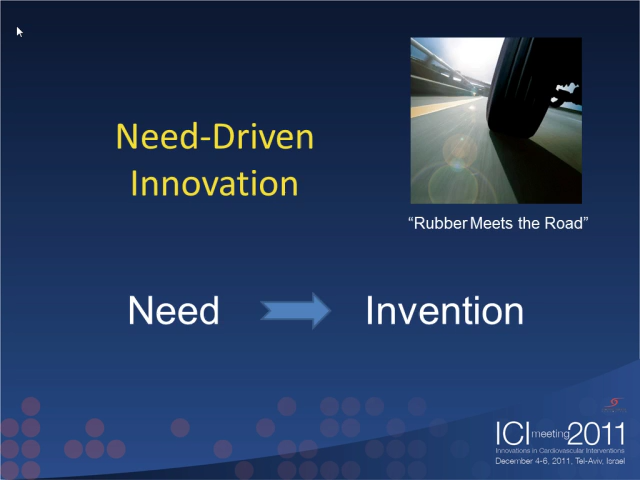 Need-Driven
Innovation
“Rubber Meets the Road”
Need
Invention
ICI meeting 2011
Innovations in Cardiovascular Interventions
December 4-6, 2011, Tel-Aviv, Israel